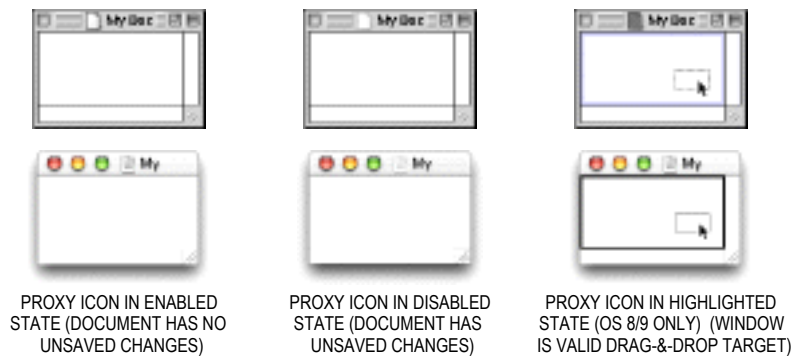 My Doc
My Doc
My Doc
My
My
My
PROXY ICON IN ENABLED
STATE (DOCUMENT HAS NO
UNSAVED CHANGES)
PROXY ICON IN DISABLED
STATE (DOCUMENT HAS
UNSAVED CHANGES)
PROXY ICON IN HIGHLIGHTED
STATE (OS 8/9 ONLY) (WINDOW
IS VALID DRAG-&-DROP TARGET)